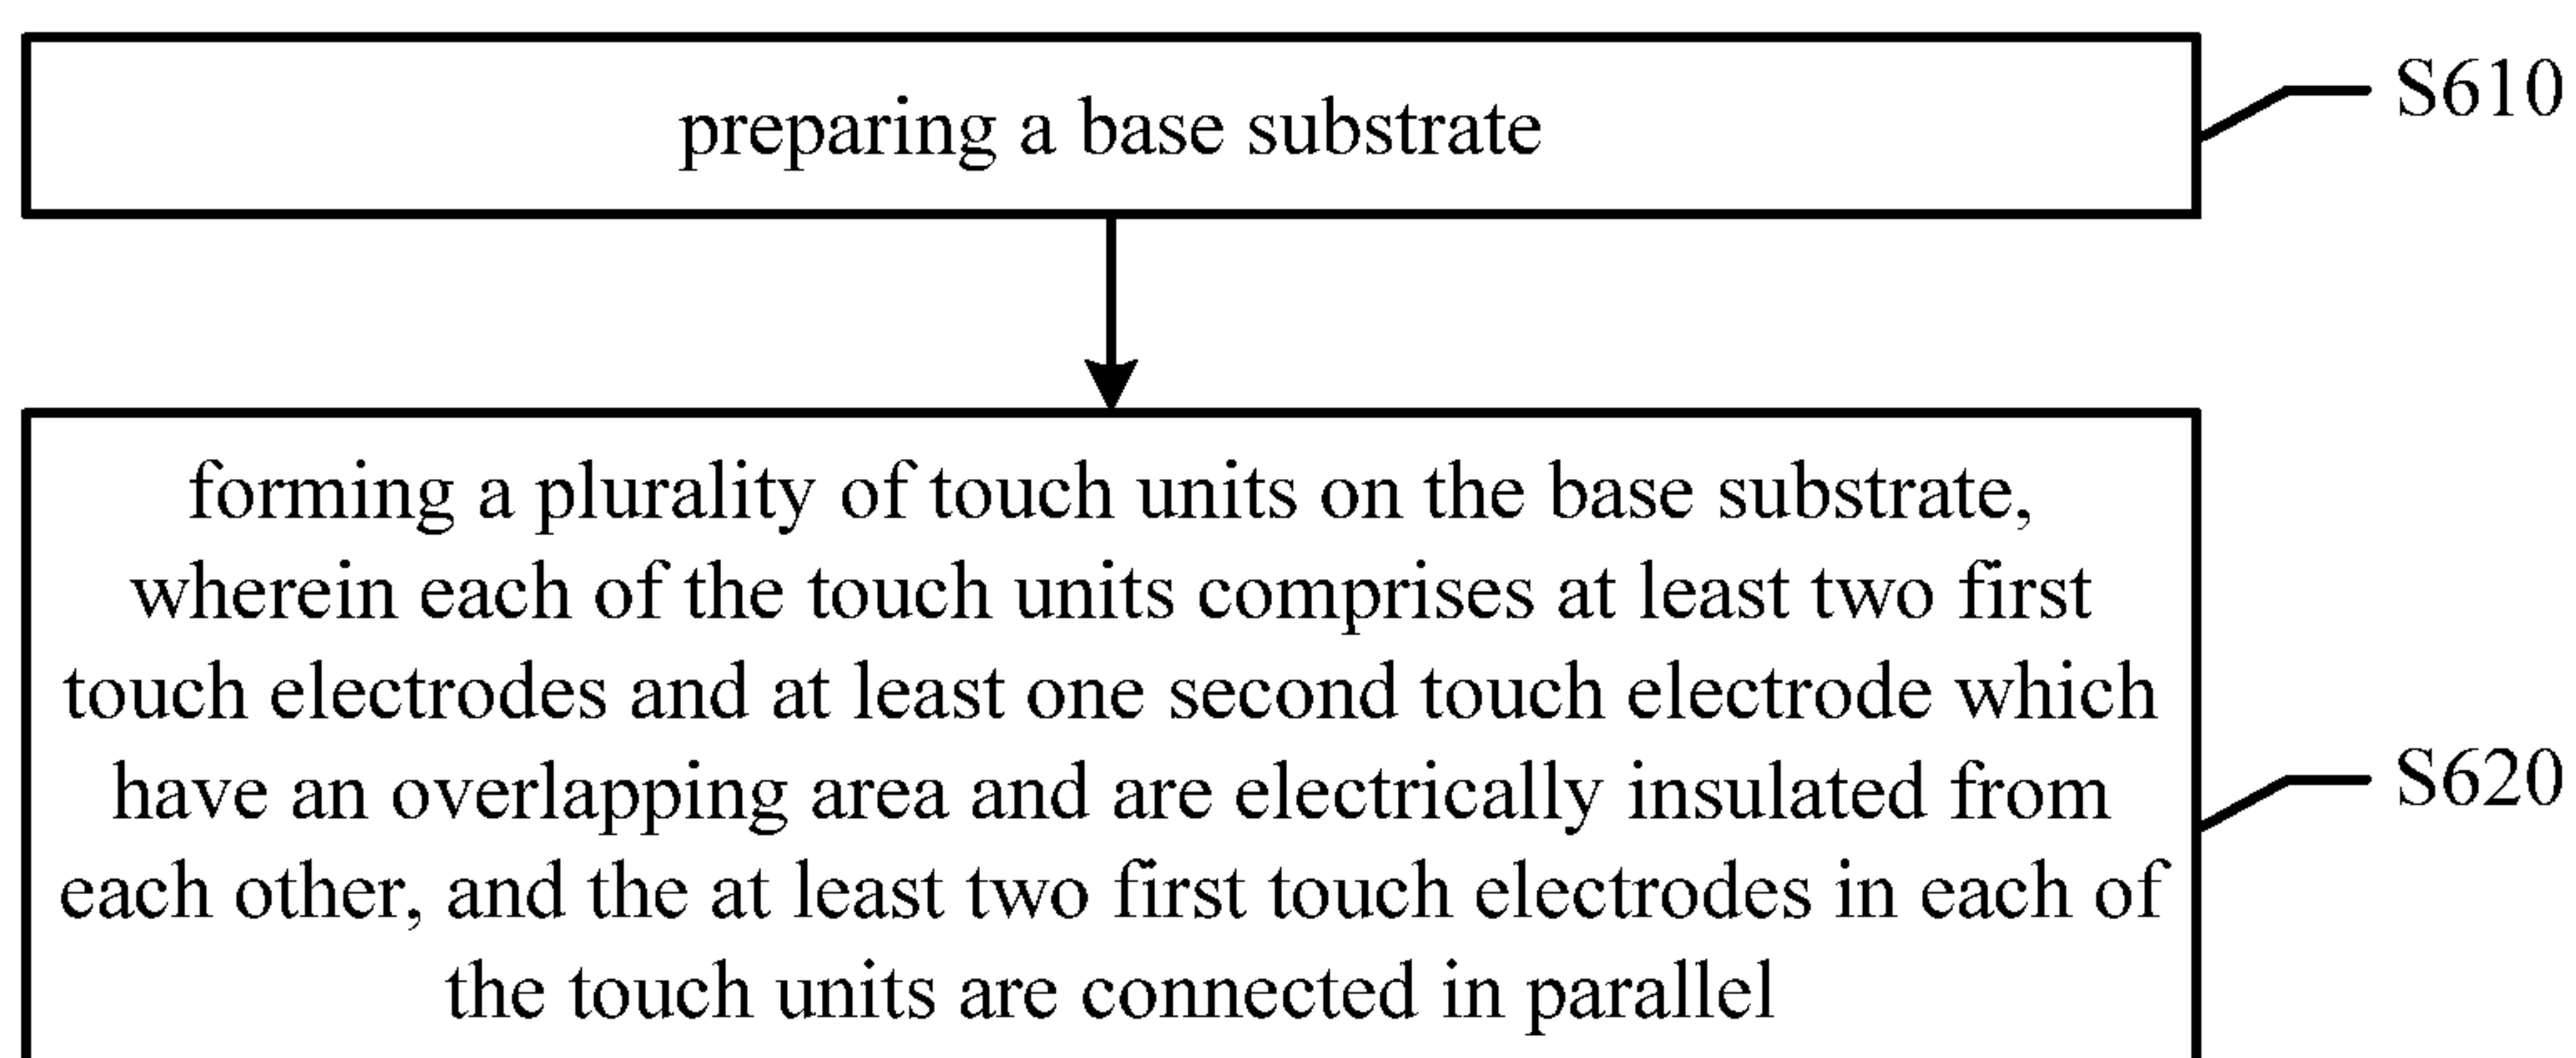 preparing a base substrate
S610
forming a plurality of touch units on the base substrate,
wherein each of the touch units comprises at least two first
touch electrodes and at least one second touch electrode which
have an overlapping area and are electrically insulated from
each other, and the at least two first touch electrodes in each of
the touch units are connected in parallel
S620